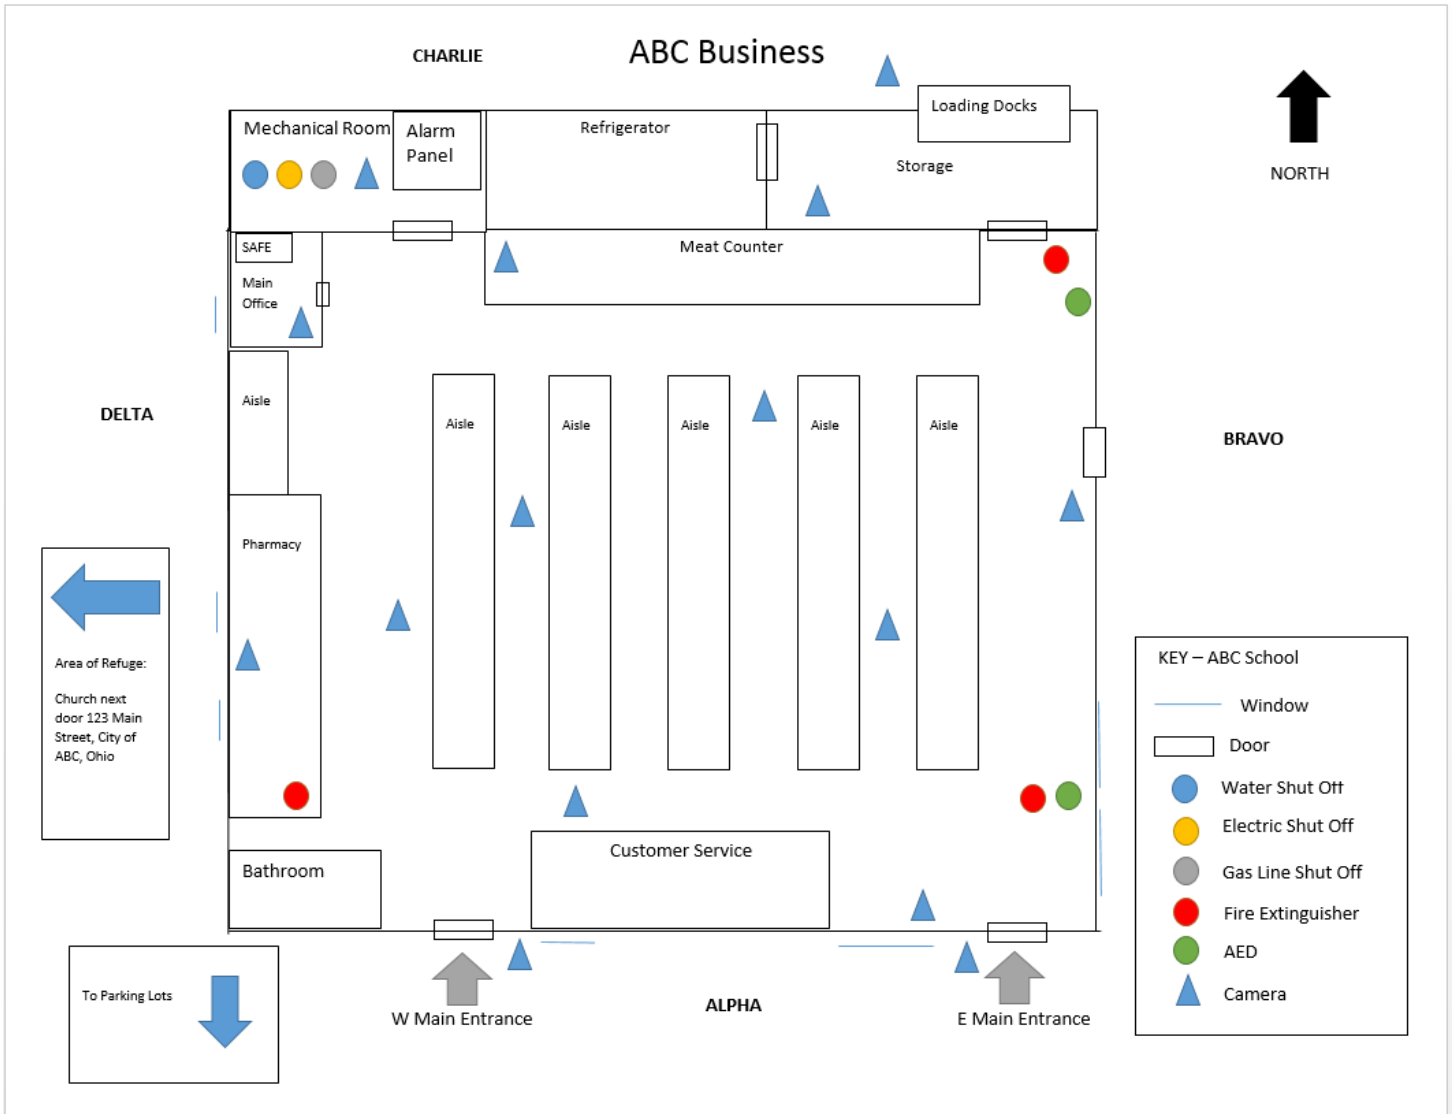 CHARLIE
ABC Business
Loading Docks
Mechanical Room
Alarm
Panel
Refrigerator
Storage
NORTH
SAFE
Main
Office
Meat Counter
DELTA
BRAVO
Aisle
Aisle
Aisle
Aisle
Aisle
Aisle
Pharmacy
Area of Refuge:
Church next
door 123 Main
Street, City of
ABC, Ohio
KEY – ABC School
Window
Door
Water Shut Off
Electric Shut Off
Gas Line Shut Off
Fire Extinguisher
AED
Camera
Customer Service
Bathroom
To Parking Lots
W Main Entrance
ALPHA
E Main Entrance